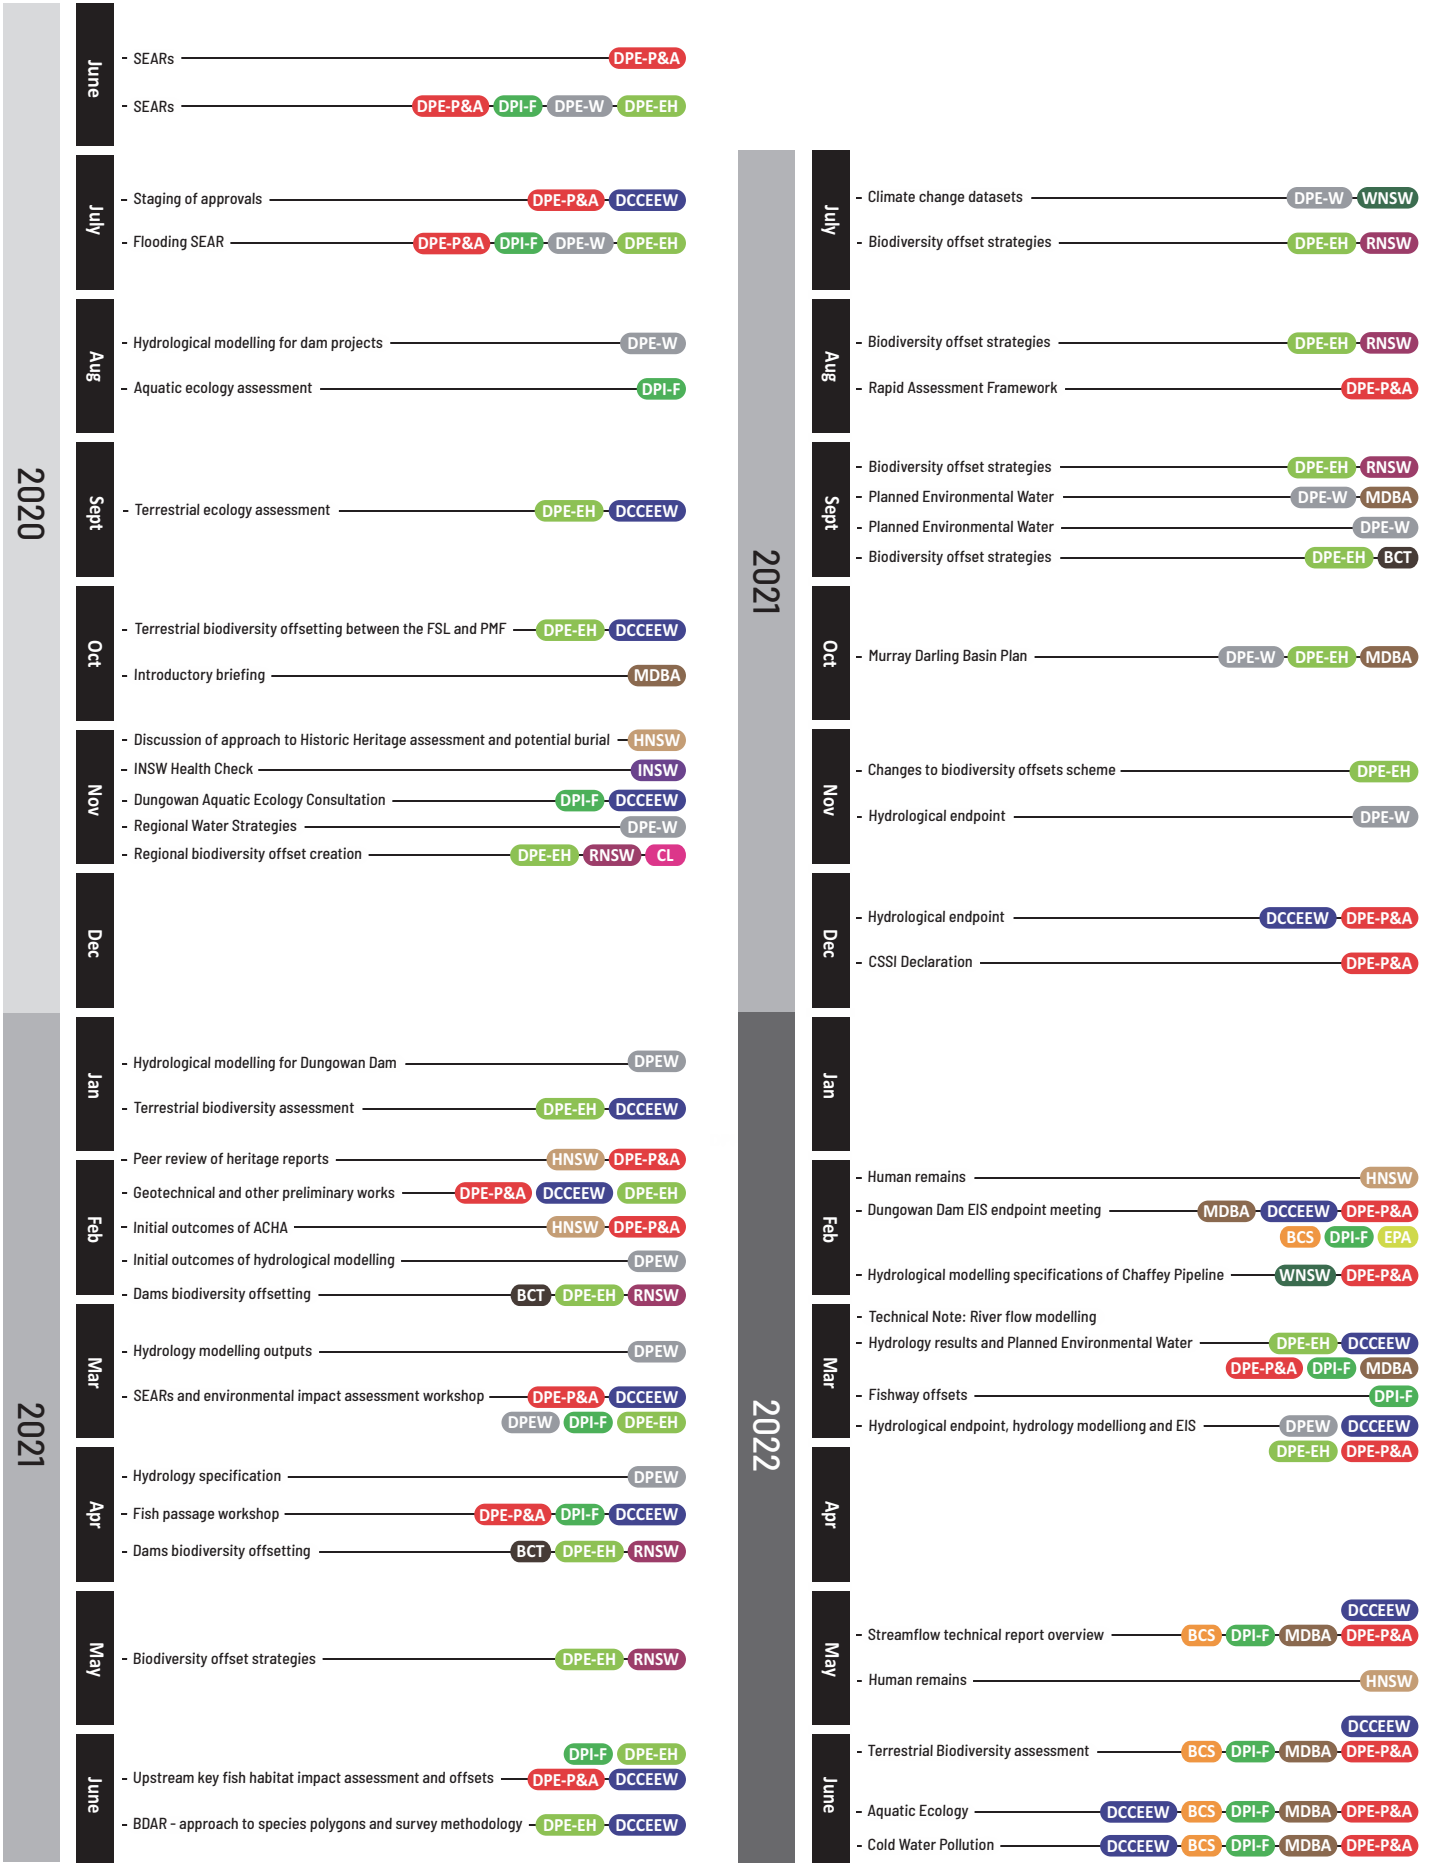 2020
June
- SEARs DPE-P&A
- SEARs DPE-P&A DPI-F DPE-W DPE-EH
July
- Staging of approvals DPE-P&A DCCEEW
- Flooding SEAR DPE-P&A DPI-F DPE-W DPE-EH
Aug
- Hydrological modelling for dam projects DPE-W
- Aquatic ecology assessment DPI-F
Sept
- Terrestrial ecology assessment DPE-EH DCCEEW
Oct
- Terrestrial biodiversity offsetting between the FSL and PMF DPE-EH DCCEEW
- Introductory briefing MDBA
Nov
- Discussion of approach to Historic Heritage assessment and potential burial HNSW
- INSW Health Check INSW
- Dungowan Aquatic Ecology Consultation DPI-F DCCEEW
- Regional Water Strategies DPE-W
- Regional biodiversity offset creation DPE-EH RNSW CL
Dec
2021
Jan
- Hydrological modelling for Dungowan Dam DPEW
- Terrestrial biodiversity assessment DPE-EH DCCEEW
Feb
- Peer review of heritage reports HNSW DPE-P&A
- Geotechnical and other preliminary works DPE-P&A DCCEEW DPE-EH
- Initial outcomes of ACHA HNSW DPE-P&A
- Initial outcomes of hydrological modelling DPEW
- Dams biodiversity offsetting BCT DPE-EH RNSW
Mar
- Hydrology modelling outputs DPEW
- SEARs and environmental impact assessment workshop DPE-P&A DCCEEW
DPEW DPI-F DPE-EH
Apr
- Hydrology specification DPEW
- Fish passage workshop DPE-P&A DPI-F DCCEEW
- Dams biodiversity offsetting BCT DPE-EH RNSW
May
- Biodiversity offset strategies DPE-EH RNSW
June
DPI-F DPE-EH
- Upstream key fish habitat impact assessment and offsets DPE-P&A DCCEEW
- BDAR - approach to species polygons and survey methodology DPE-EH DCCEEW
2021
July
- Climate change datasets DPE-W WNSW
- Biodiversity offset strategies DPE-EH RNSW
Aug
- Biodiversity offset strategies DPE-EH RNSW
- Rapid Assessment Framework DPE-P&A
Sept
- Biodiversity offset strategies DPE-EH RNSW
- Planned Environmental Water DPE-W MDBA
- Planned Environmental Water DPE-W
- Biodiversity offset strategies DPE-EH BCT
Oct
- Murray Darling Basin Plan DPE-W DPE-EH MDBA
Nov
- Changes to biodiversity offsets scheme DPE-EH
- Hydrological endpoint DPE-W
Dec
- Hydrological endpoint DCCEEW DPE-P&A
- CSSI Declaration DPE-P&A
2022
Jan
Feb
- Human remains HNSW
- Dungowan Dam EIS endpoint meeting MDBA DCCEEW DPE-P&A
BCS DPI-F EPA
- Hydrological modelling specifications of Chaffey Pipeline WNSW DPE-P&A
Mar
- Technical Note: River flow modelling
- Hydrology results and Planned Environmental Water DPE-EH DCCEEW
DPE-P&A DPI-F MDBA
- Fishway offsets DPI-F
- Hydrological endpoint, hydrology modelliong and EIS DPEW DCCEEW
DPE-EH DPE-P&A
Apr
May
DCCEEW
- Streamflow technical report overview BCS DPI-F MDBA DPE-P&A
- Human remains HNSW
June
DCCEEW
- Terrestrial Biodiversity assessment BCS DPI-F MDBA DPE-P&A
- Aquatic Ecology DCCEEW BCS DPI-F MDBA DPE-P&A
- Cold Water Pollution DCCEEW BCS DPI-F MDBA DPE-P&A